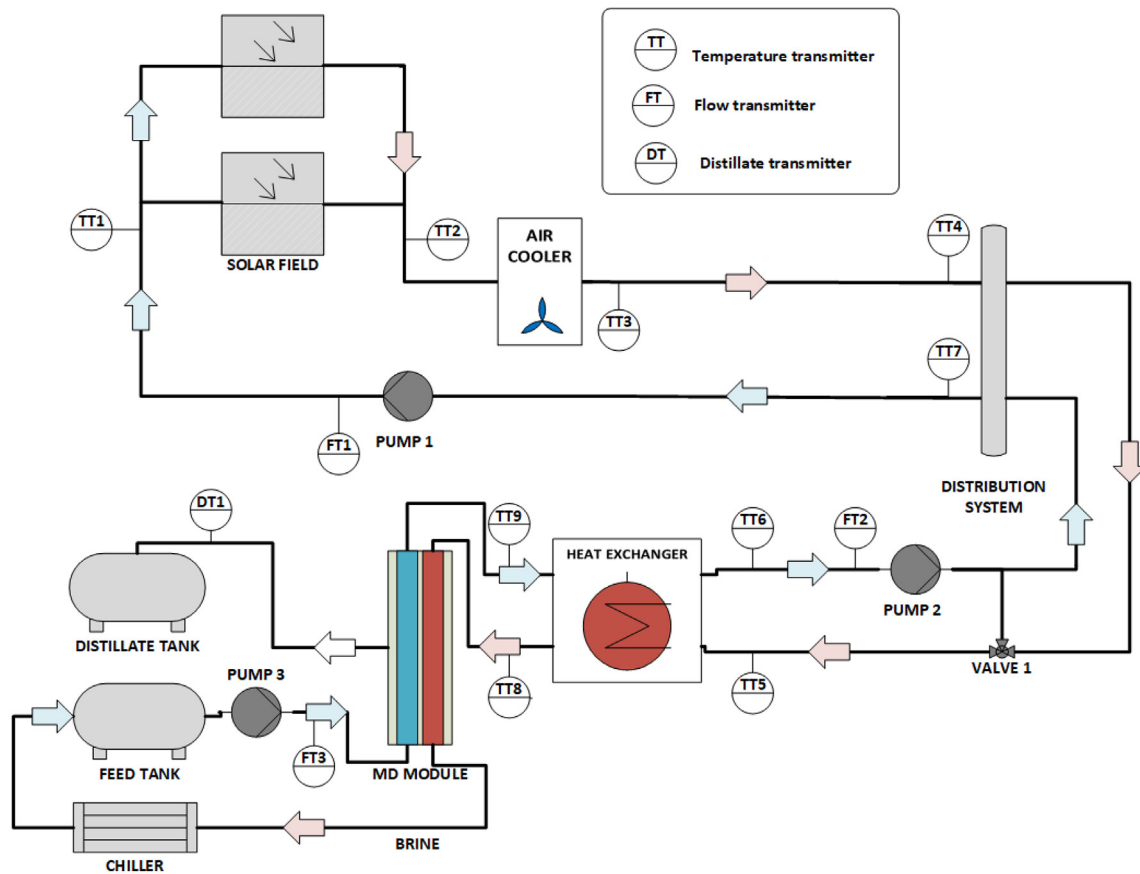 TT
Temperature transmitter
FT
Flow transmitter
DT
Distillate transmitter
TT1
SOLAR FIELD
TT2
AIR
COOLER
TT3
TT4
TT7
FT1
PUMP 1
DISTRIBUTION
SYSTEM
DT1
TT9
HEAT EXCHANGER
TT6
FT2
PUMP 2
DISTILLATE TANK
PUMP 3
TT8
TT5
VALVE 1
FEED TANK
FT3
MD MODULE
BRINE
CHILLER